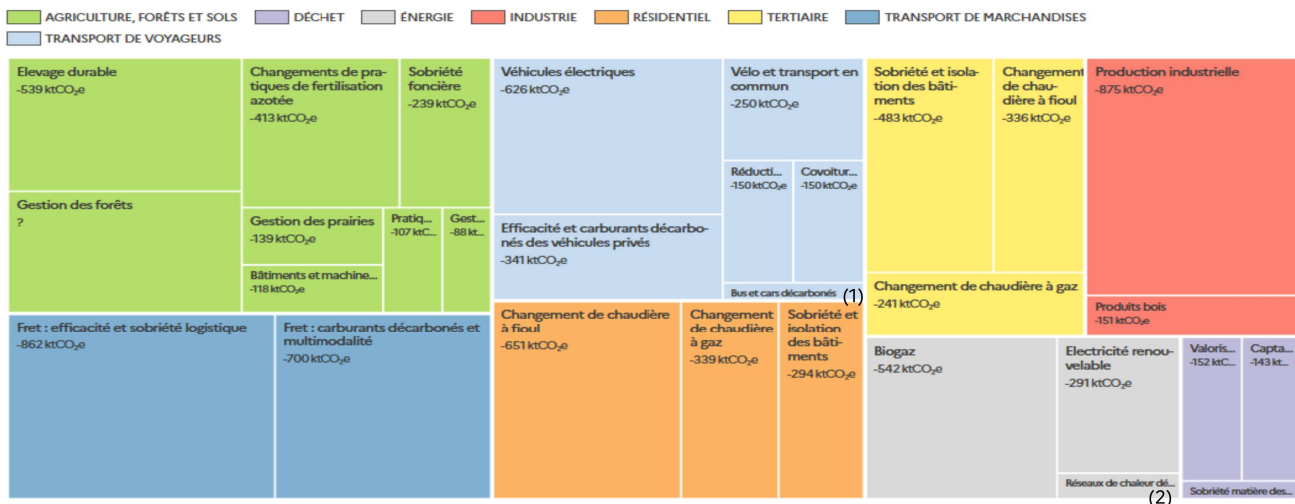 AGRICULTURE, FORÊTS ET SOLS
DÉCHET
ÉNERGIE
INDUSTRIE
RÉSIDENTIEL
TERTIAIRE
TRANSPORT DE MARCHANDISES
TRANSPORT DE VOYAGEURS
Elevage durable
-539 ktCO₂e
Changements de pra-
tiques de fertilisation
azotée
-413 ktCO₂e
Sobriété
foncière
-239 ktCO₂e
Gestion des forêts
?
Gestion des prairies
-139 ktCO₂e
Bâtiments et machine...
-118 ktCO₂e
Pratiq...
-107 ktC...
Gest...
-88 kt...
Fret : efficacité et sobriété logistique
-862 ktCO₂e
Fret : carburants décarbonés et
multimodalité
-700 ktCO₂e
Véhicules électriques
-626 ktCO₂e
Vélo et transport en
commun
-250 ktCO₂e
Réducti...
-150 ktCO₂e
Covoitur...
-150 ktCO₂e
Efficacité et carburants décarbo-
nés des véhicules privés
-341 ktCO₂e
Bus et cars décarbonés (1)
Changement de chaudière
à fioul
-651 ktCO₂e
Changement
de chaudière
à gaz
-339 ktCO₂e
Sobriété et
isolation
des bâti-
ments
-294 ktCO₂e
Sobriété et isola-
tion des bâti-
ments
-483 ktCO₂e
Changement
de chau-
dière à fioul
-336 ktCO₂e
Changement de chaudière à gaz
-241 ktCO₂e
Production industrielle
-875 ktCO₂e
Produits bois
-151 ktCO₂e
Biogaz
-542 ktCO₂e
Electricité renou-
velable
-291 ktCO₂e
Réseaux de chaleur dé...
(2)
Valoris...
-152 ktC...
Capta...
-143 kt...
Sobriété matière des...